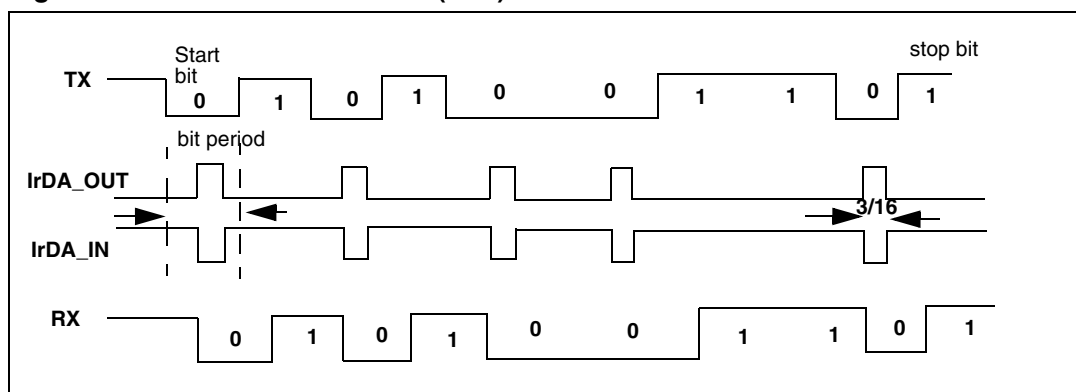 Start
bit
stop bit
TX
0 1 0 1 0 0 1 1 0 1
bit period
IrDA_OUT
3/16
IrDA_IN
RX
0 1 0 1 0 0 1 1 0 1